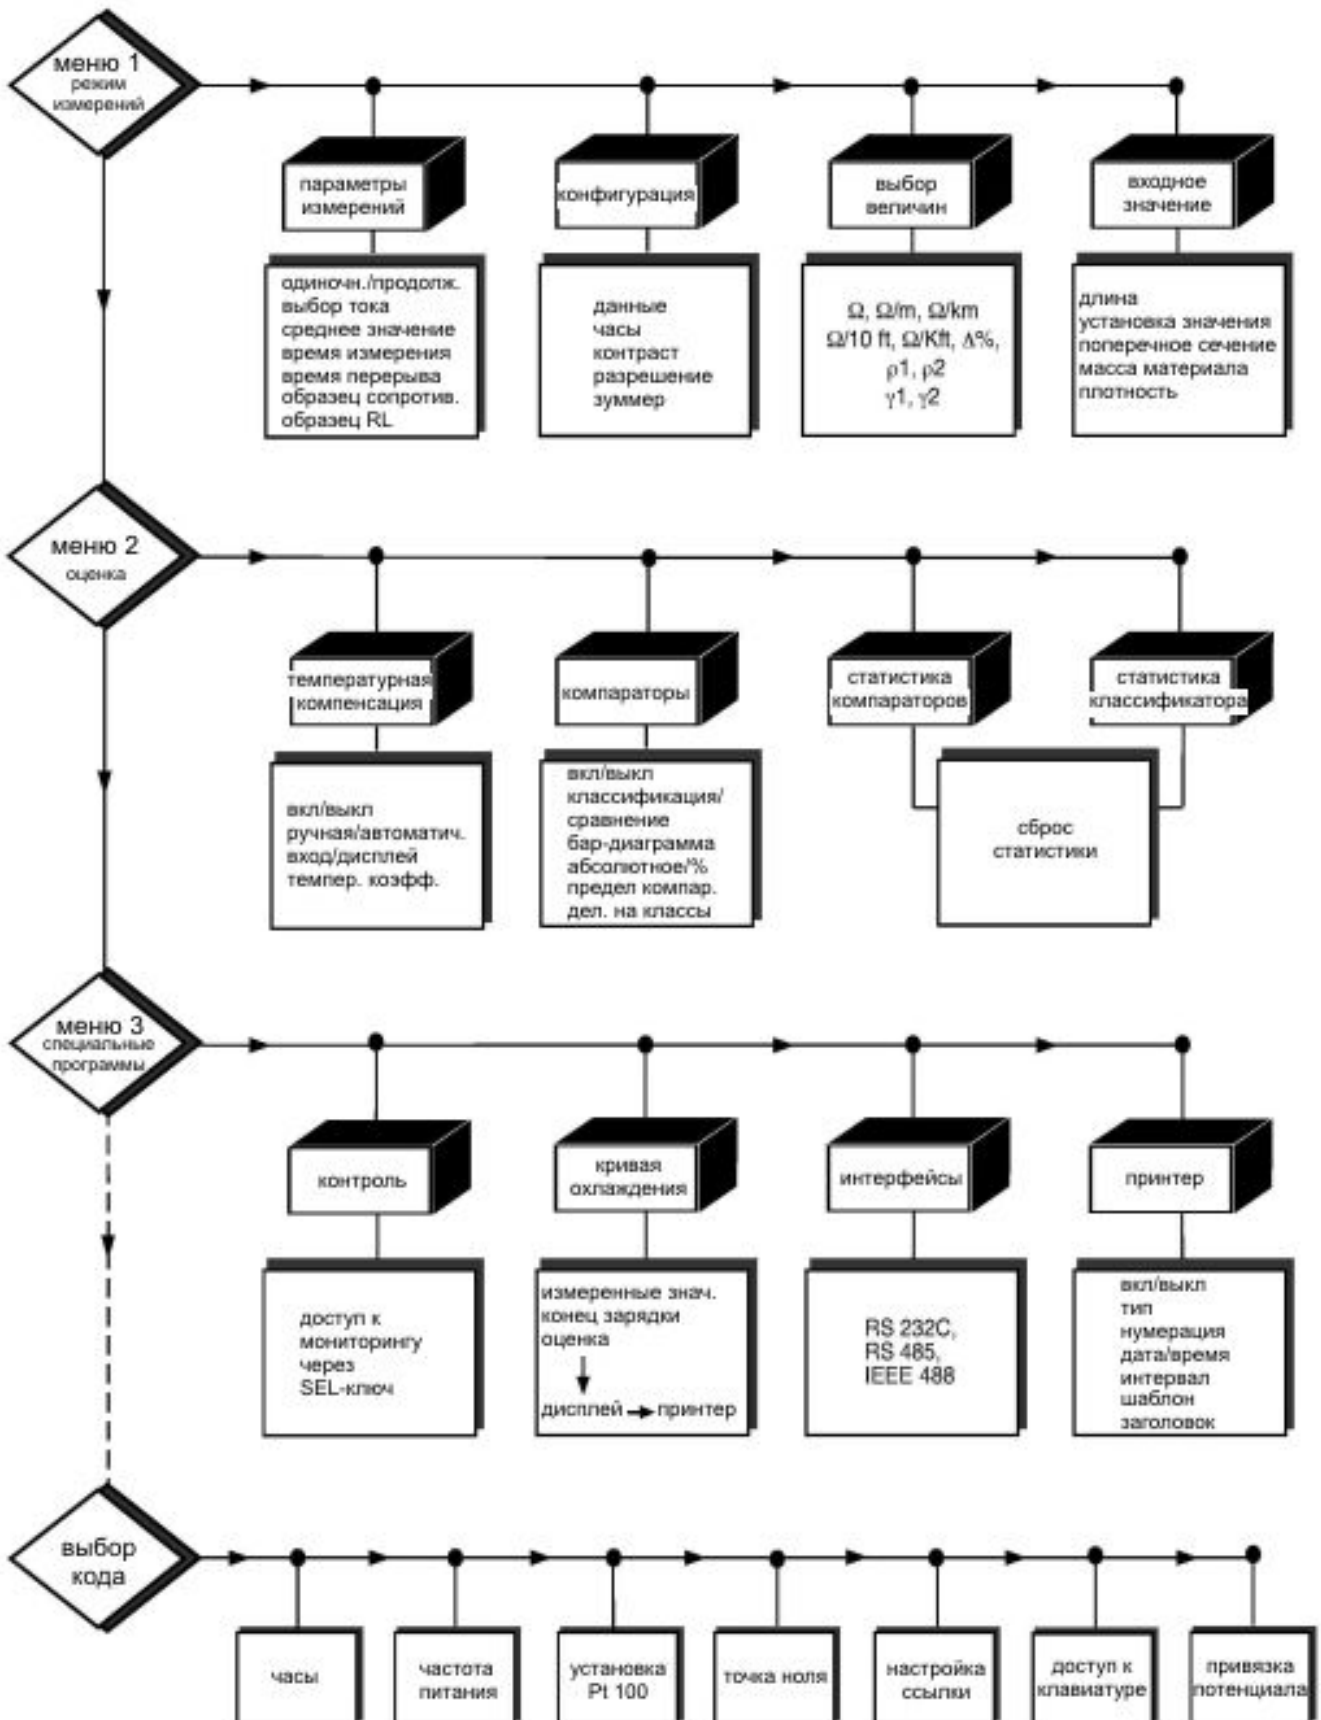 меню 1
режим
измерений
параметры
измерений
конфигурация
выбор
величин
входное
значение
одиночн./продолж.
выбор тока
среднее значение
время измерения
время перерыва
образец сопротив.
образец RL
данные
часы
контраст
разрешение
зуммер
Ω, Ω/m, Ω/km
Ω/10 ft, Ω/Kft, Δ%,
ρ1, ρ2
γ1, γ2
длина
установка значения
поперечное сечение
масса материала
плотность
меню 2
оценка
температурная
компенсация
компараторы
статистика
компараторов
статистика
классификатора
вкл/выкл
ручная/автоматич.
вход/дисплей
темпер. коэфф.
вкл/выкл
классификация/
сравнение
бар-диаграмма
абсолютное/%
предел компар.
дел. на классы
сброс
статистики
меню 3
специальные
программы
контроль
кривая
охлаждения
интерфейсы
принтер
доступ к
мониторингу
через
SEL-ключ
измеренные знач.
конец зарядки
оценка
дисплей
принтер
RS 232C,
RS 485,
IEEE 488
вкл/выкл
тип
нумерация
дата/время
интервал
шаблон
заголовок
выбор
кода
часы
частота
питания
установка
Pt 100
точка ноля
настройка
ссылки
доступ к
клавиатуре
привязка
потенциала